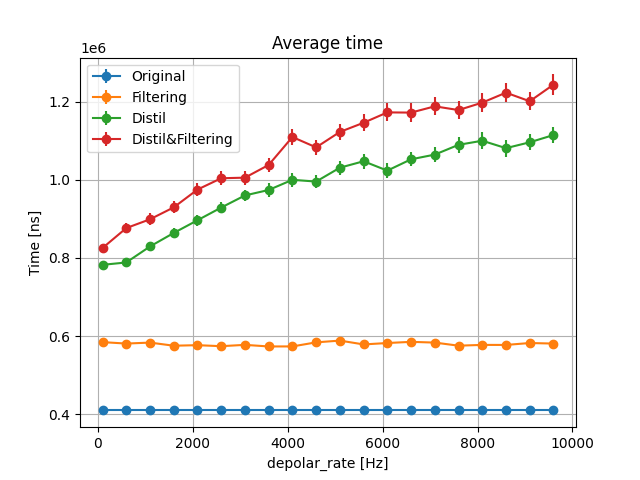 Average time
1e6
Original
Filtering
Distil
Distil&Filtering
1.2
1.0
0.8
0.6
0.4
Time [ns]
0 2000 4000 6000 8000 10000
depolar_rate [Hz]